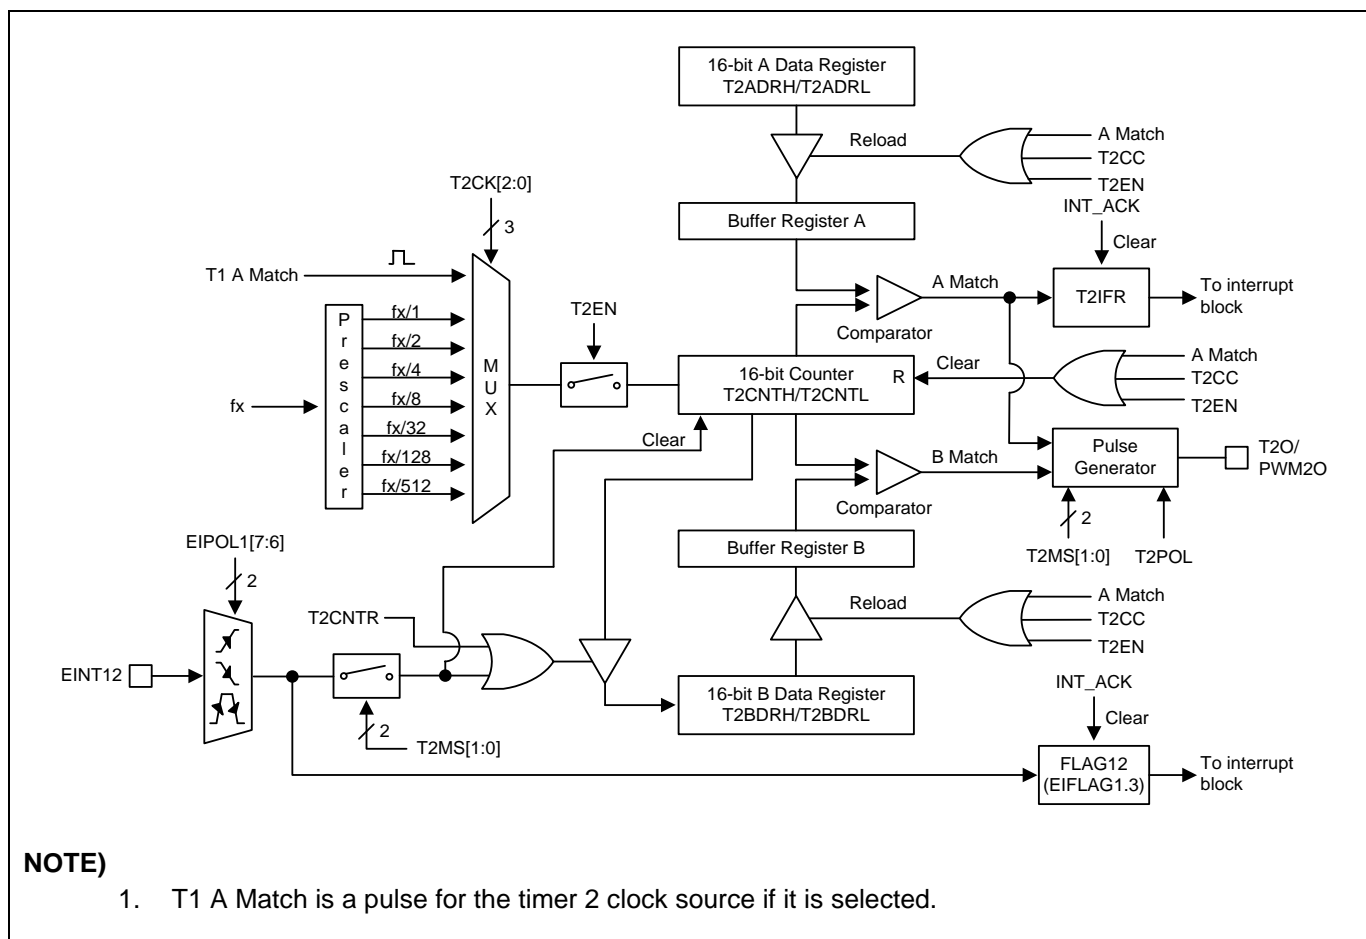 16-bit A Data Register
T2ADRH/T2ADRL
Reload
A Match
T2CC
T2EN
T2CK[2:0]
3
Buffer Register A
INT_ACK
Clear
T1 A Match
A Match
T2IFR
To interrupt
block
Comparator
Prescaler
fx/1
fx/2
fx/4
fx/8
fx/32
fx/128
fx/512
fx
MUX
T2EN
16-bit Counter
T2CNTH/T2CNTL
R
Clear
A Match
T2CC
T2EN
Clear
B Match
Comparator
Pulse
Generator
T2O/
PWM2O
2
T2MS[1:0]
T2POL
EIPOL1[7:6]
2
Buffer Register B
T2CNTR
Reload
A Match
T2CC
T2EN
EINT12
2
T2MS[1:0]
16-bit B Data Register
T2BDRH/T2BDRL
INT_ACK
Clear
FLAG12
(EIFLAG1.3)
To interrupt
block
NOTE)
1. T1 A Match is a pulse for the timer 2 clock source if it is selected.